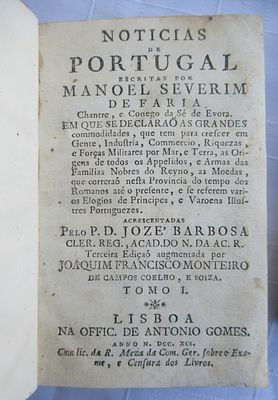 NOTICIAS
DE
PORTUGAL
ESCRITAS POR
MANOEL SEVERIM
DE FARIA
Chantre, e Conego da Sé de Evora.
EM QUE SE DECLARAÕ AS GRANDES
commodidades, que tem para crescer em
Gente, Industria, Commercio, Riquezas,
e Forças Militares por Mar, e Terra, as Ori-
gens de todos os Appelidos, e Armas das
Familias Nobres do Reyno, as Moedas,
que correraõ nesta Provincia do tempo dos
Romanos até o presente, e se referem vari-
os Elogios de Principes, e Varoens Illus-
tres Portuguezes.
ACRESCENTADAS
PELO P. D. JOZE' BARBOSA
CLER. REG., ACAD. DO N. DA AC. R.
Terceira Ediçaõ augmentada por
JOAQUIM FRANCISCO MONTEIRO
DE CAMPOS COELHO, E SOIZA.
TOMO I.
LISBOA
NA OFFIC. DE ANTONIO GOMES.
ANNO M. DCC. XCI.
Com lic. da R. Meza da Com. Ger. sobre o Exa-
me, e Censura dos Livros.